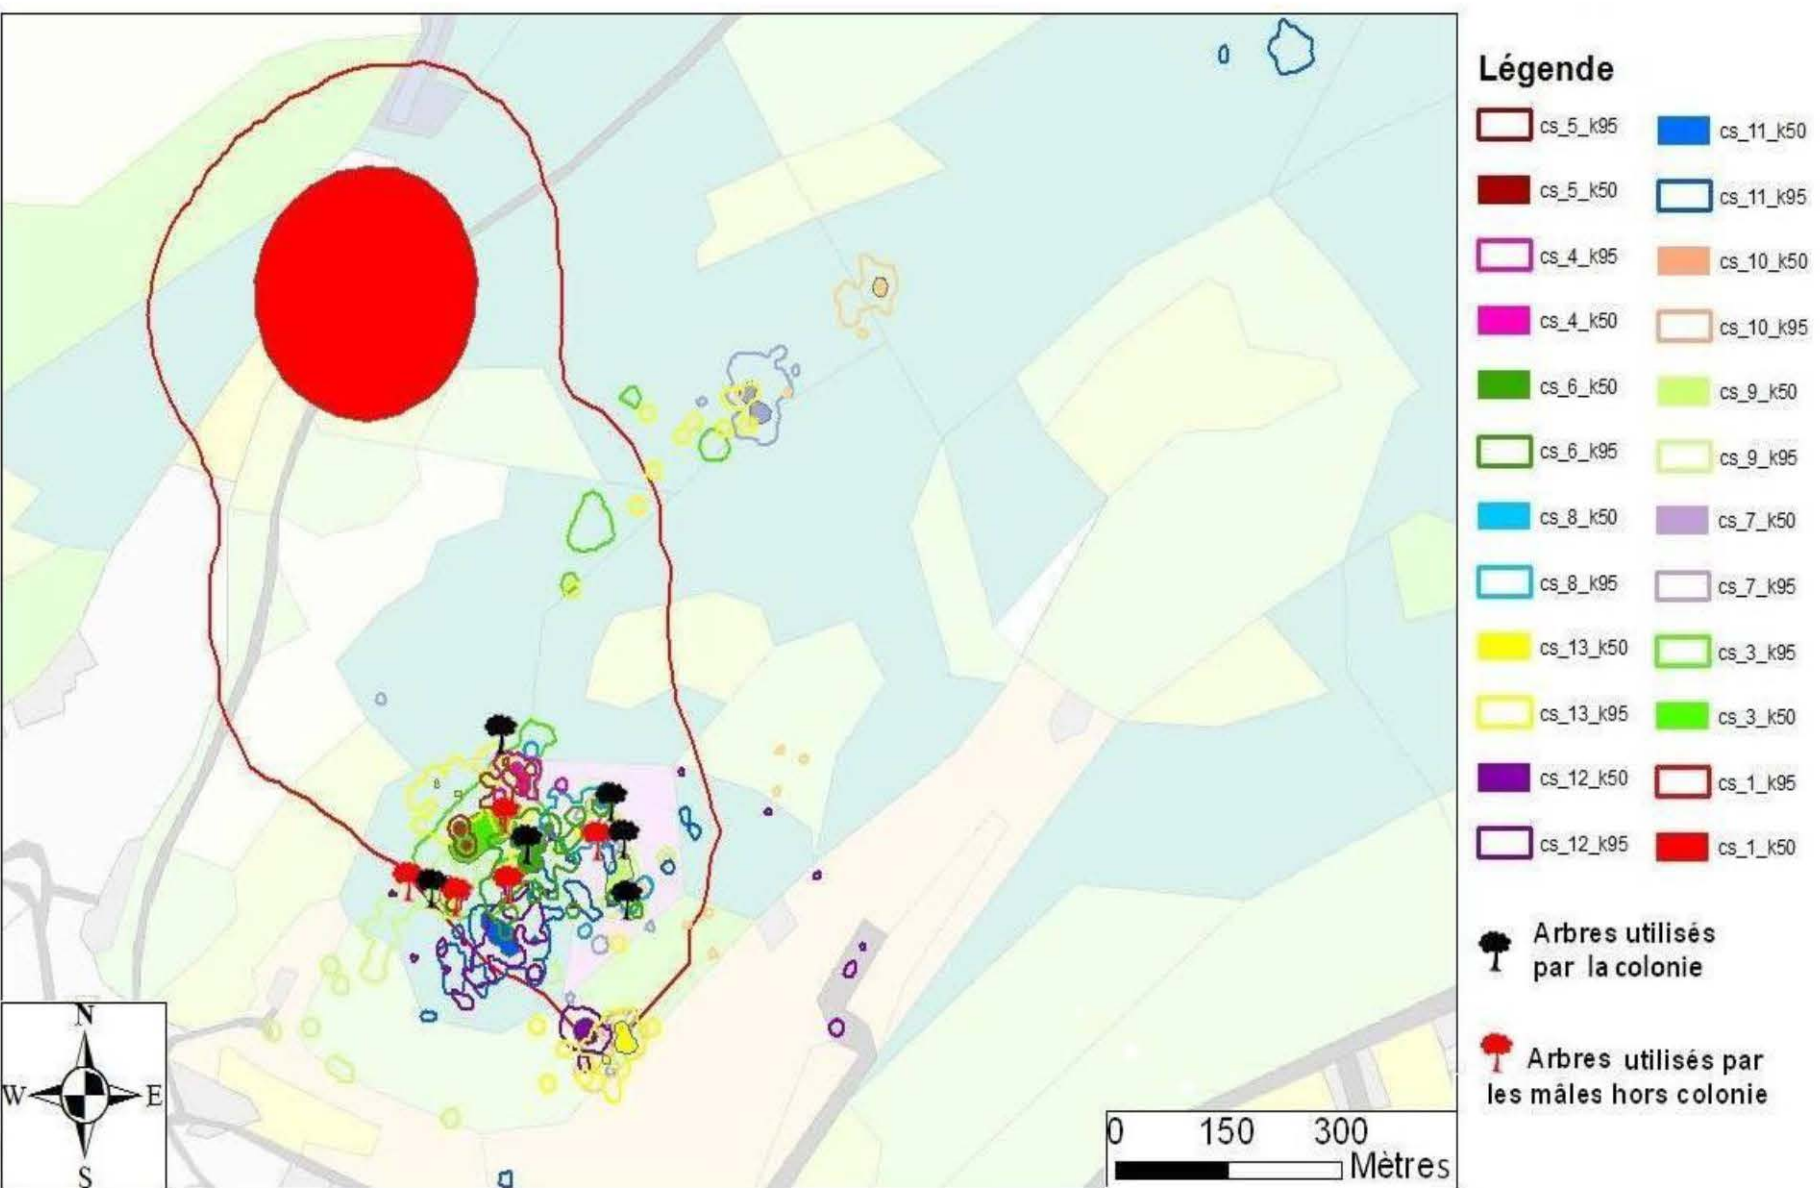 Légende
cs_5_k95
cs_5_k50
cs_4_k95
cs_4_k50
cs_6_k50
cs_6_k95
cs_8_k50
cs_8_k95
cs_13_k50
cs_13_k95
cs_12_k50
cs_12_k95
cs_11_k50
cs_11_k95
cs_10_k50
cs_10_k95
cs_9_k50
cs_9_k95
cs_7_k50
cs_7_k95
cs_3_k95
cs_3_k50
cs_1_k95
cs_1_k50
Arbres utilisés
par la colonie
Arbres utilisés par
les mâles hors colonie
N
W E
S
0 150 300
Mètres